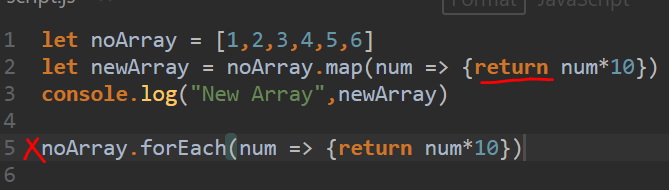 script.js
Format JavaScript
1 let noArray = [1,2,3,4,5,6]
2 let newArray = noArray.map(num => {return num*10})
3 console.log("New Array",newArray)
4
5 noArray.forEach(num => {return num*10})
6